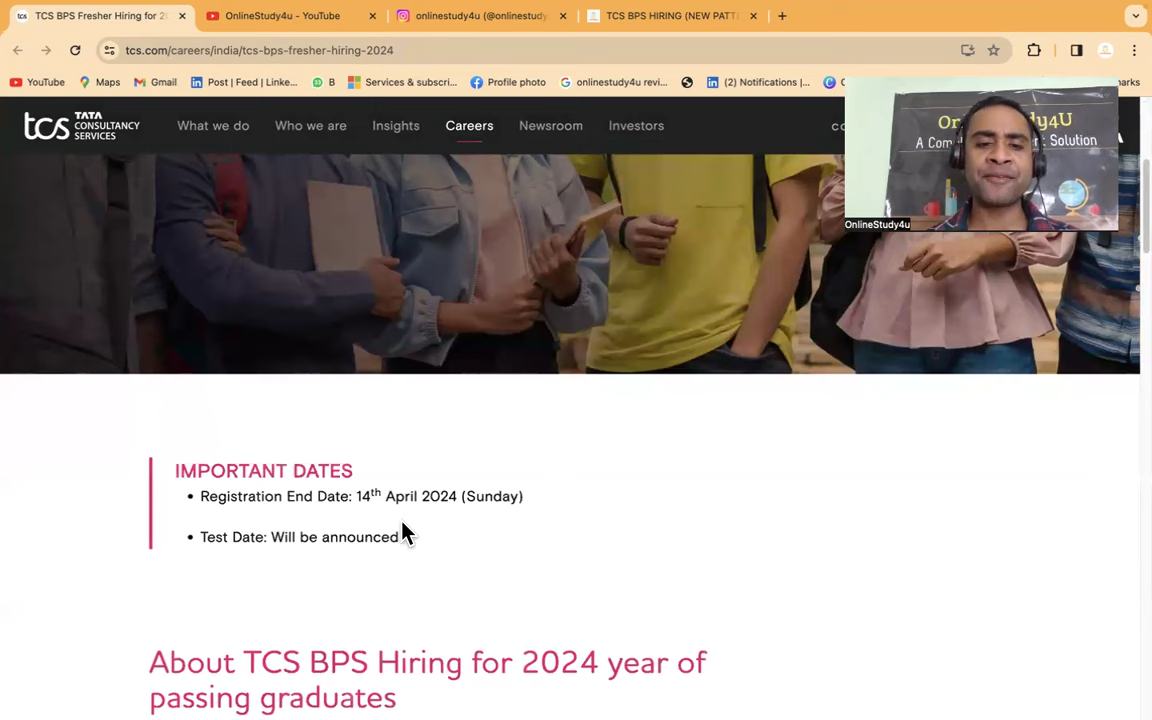 TCS BPS Fresher Hiring for 2
OnlineStudy4u - YouTube
onlinestudy4u (@onlinestudy
TCS BPS HIRING (NEW PATT
tcs.com/careers/india/tcs-bps-fresher-hiring-2024
YouTube
Maps
Gmail
Post | Feed | Linke...
B
Services & subscri...
Profile photo
onlinestudy4u revi...
(2) Notifications |...
marks
tcs TATA CONSULTANCY SERVICES
What we do
Who we are
Insights
Careers
Newsroom
Investors
Solution
OnlineStudy4u
IMPORTANT DATES
• Registration End Date: 14th April 2024 (Sunday)
• Test Date: Will be announced
About TCS BPS Hiring for 2024 year of
passing graduates